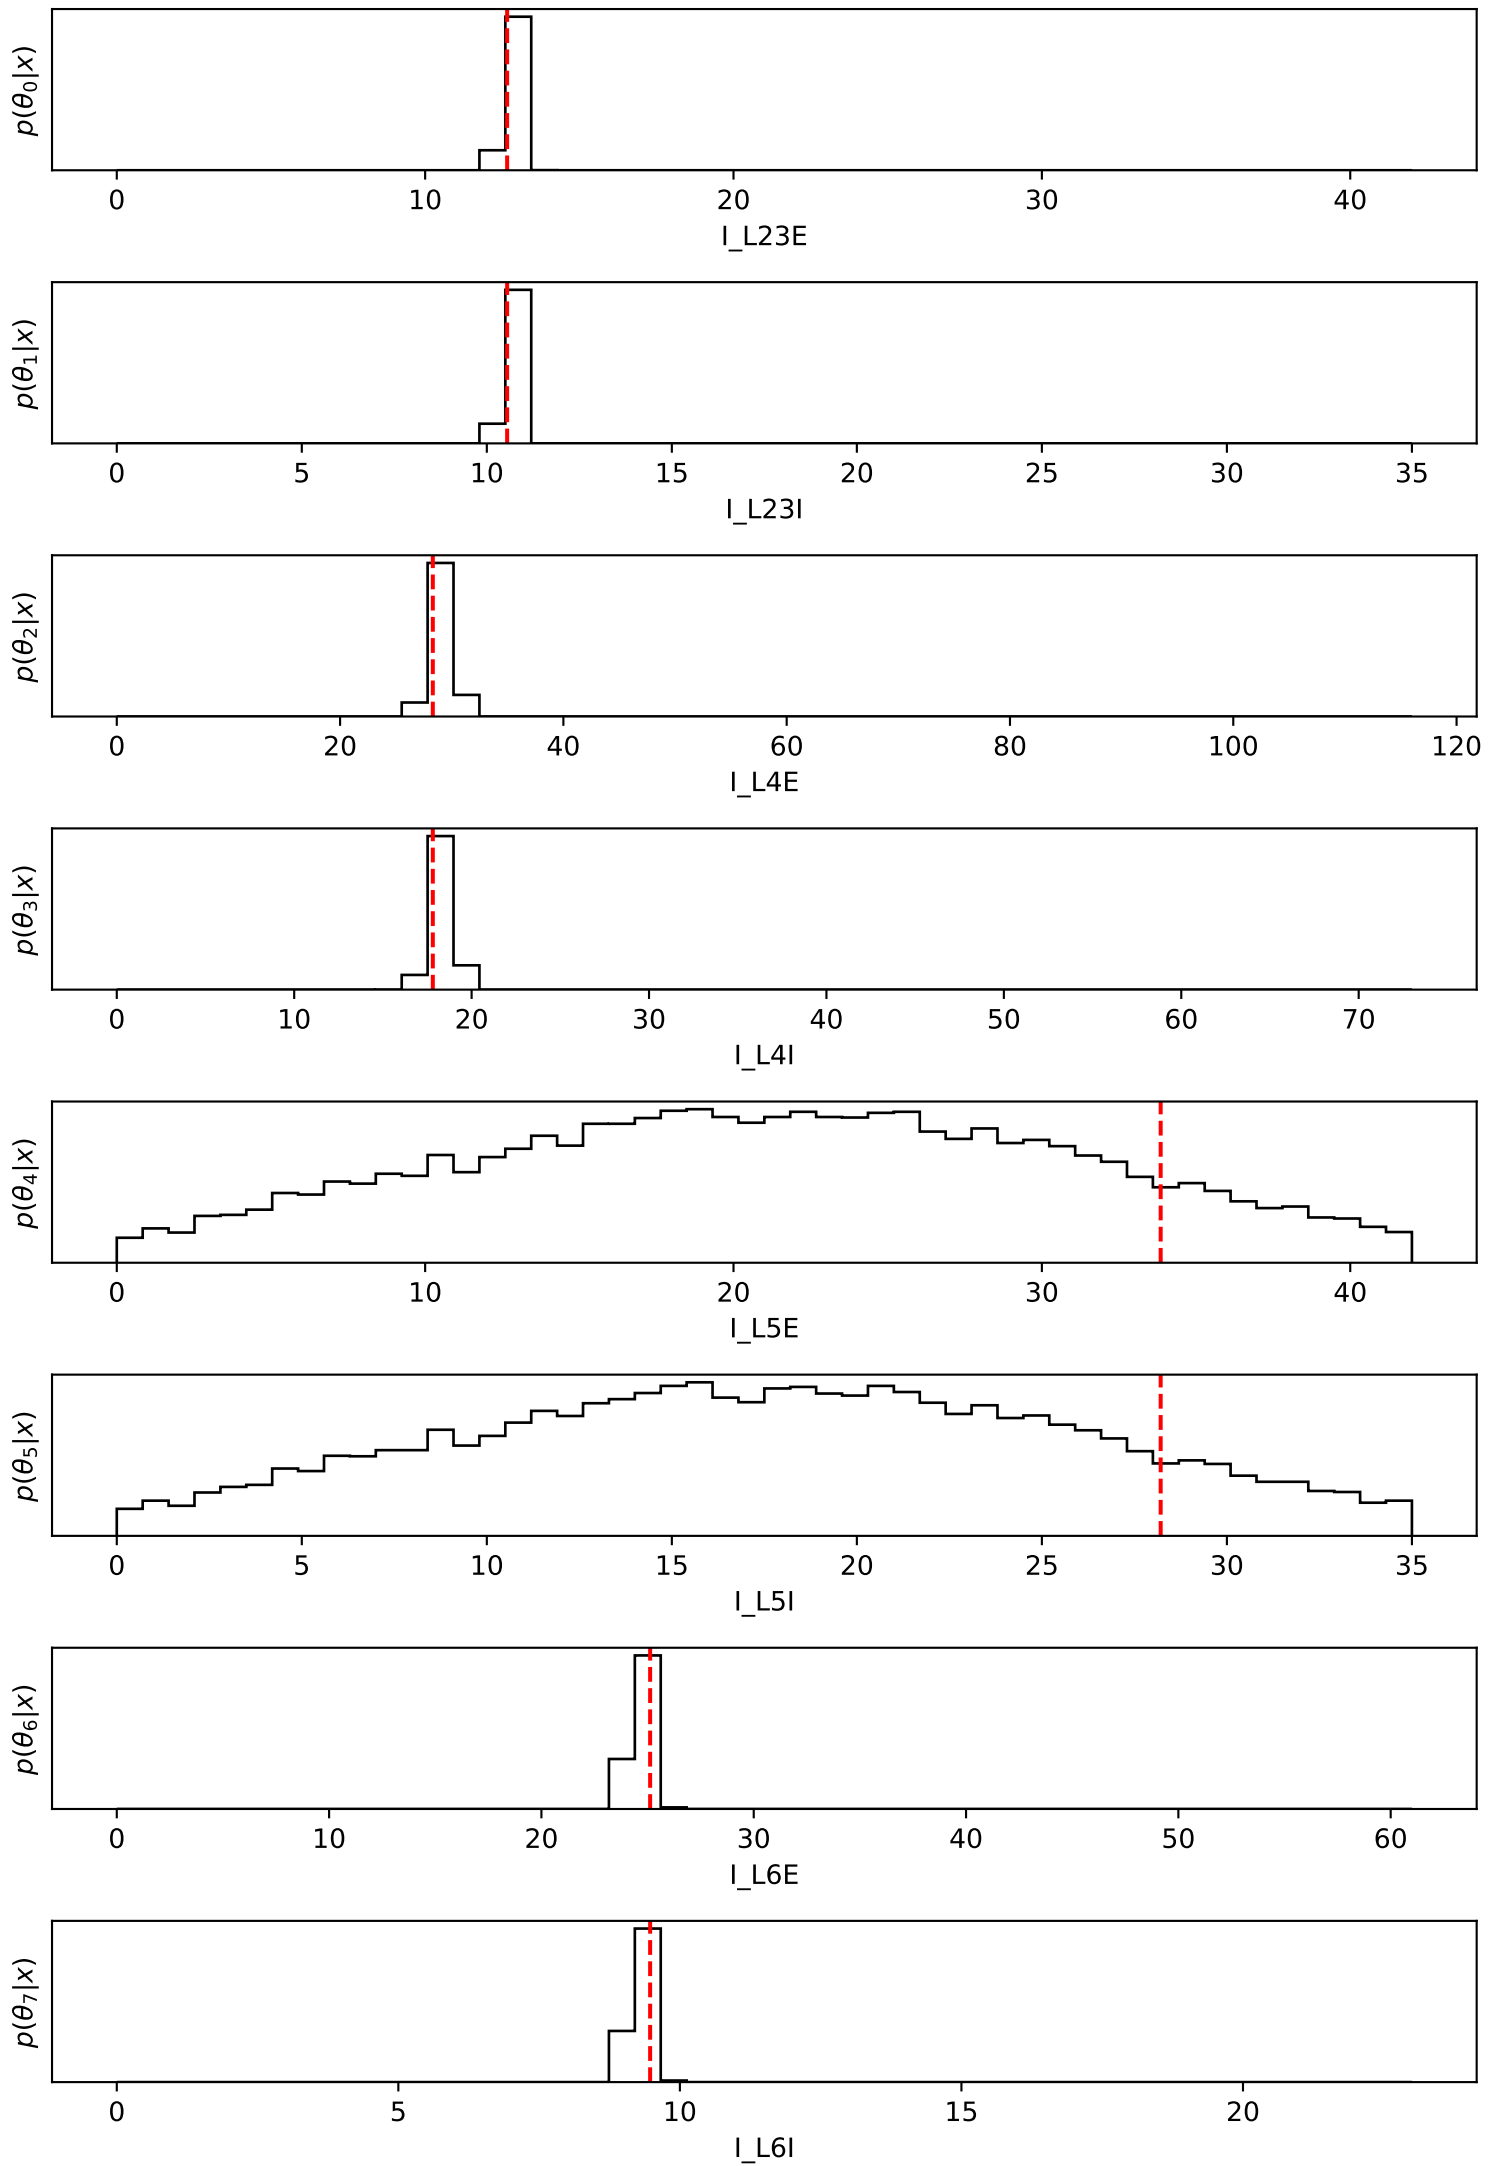 p(θ₀|x)
0 10 20 30 40
I_L23E
p(θ₁|x)
0 5 10 15 20 25 30 35
I_L23I
p(θ₂|x)
0 20 40 60 80 100 120
I_L4E
p(θ₃|x)
0 10 20 30 40 50 60 70
I_L4I
p(θ₄|x)
0 10 20 30 40
I_L5E
p(θ₅|x)
0 5 10 15 20 25 30 35
I_L5I
p(θ₆|x)
0 10 20 30 40 50 60
I_L6E
p(θ₇|x)
0 5 10 15 20
I_L6I